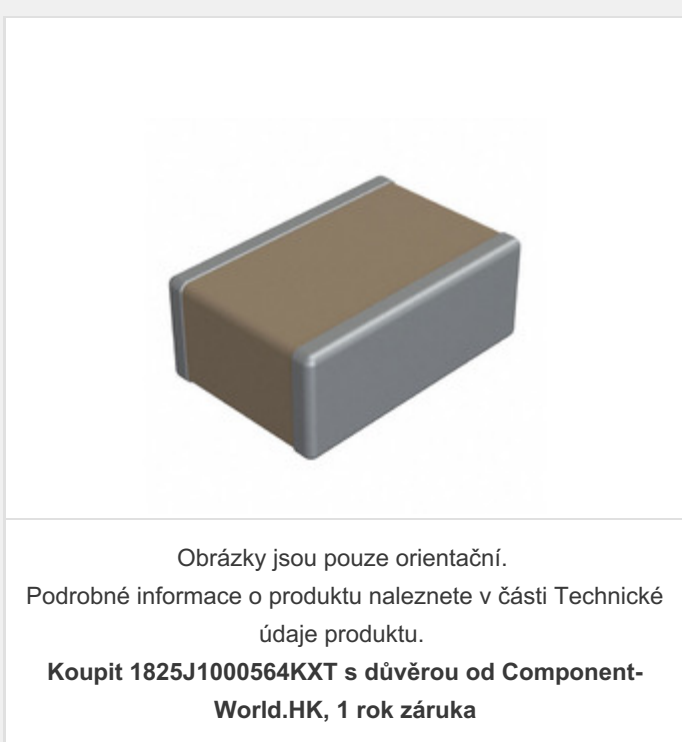 Obrázky jsou pouze orientační.
Podrobné informace o produktu naleznete v části Technické
údaje produktu.
Koupit 1825J1000564KXT s důvěrou od Component-
World.HK, 1 rok záruka